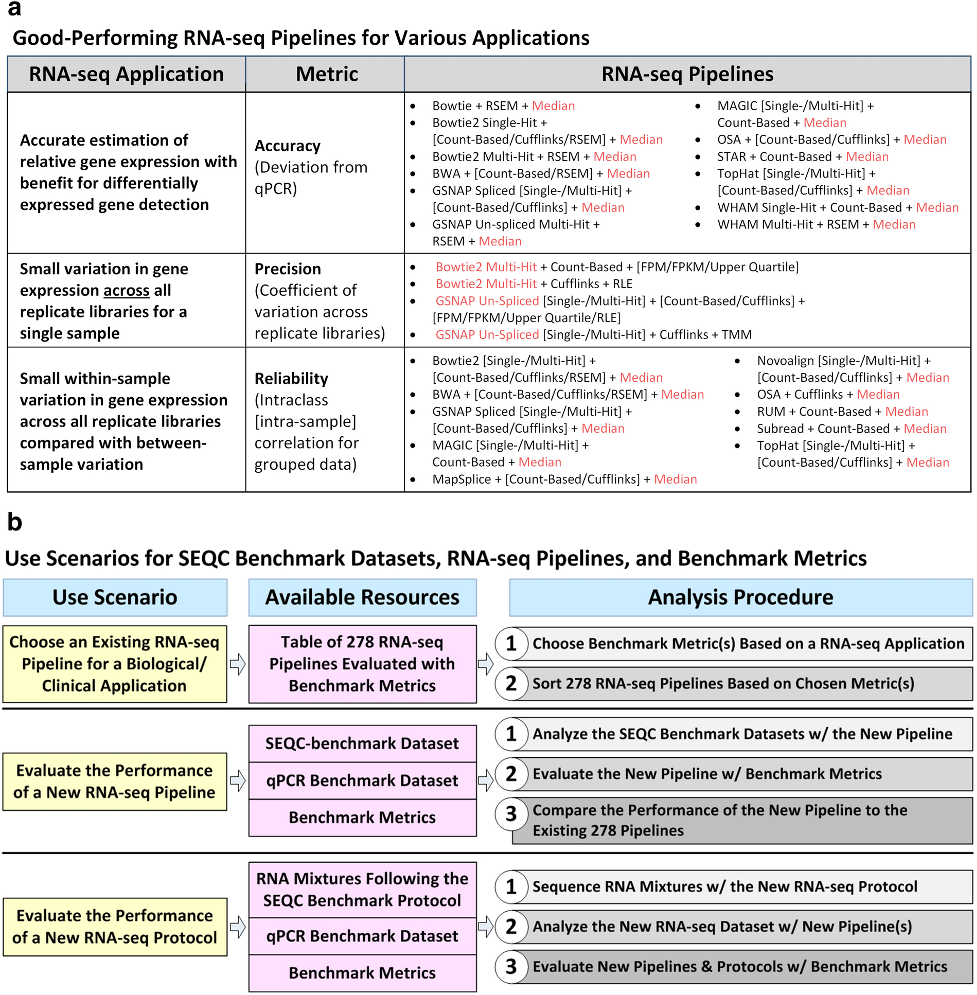 a
Good-Performing RNA-seq Pipelines for Various Applications
RNA-seq Application
Metric
RNA-seq Pipelines
Accurate estimation of
relative gene expression with
benefit for differentially
expressed gene detection
Accuracy
(Deviation from
qPCR)
• Bowtie + RSEM + Median
• Bowtie2 Single-Hit +
[Count-Based/Cufflinks/RSEM] + Median
• Bowtie2 Multi-Hit + RSEM + Median
• BWA + [Count-Based/RSEM] + Median
• GSNAP Spliced [Single-/Multi-Hit] +
[Count-Based/Cufflinks] + Median
• GSNAP Un-spliced Multi-Hit +
RSEM + Median
• MAGIC [Single-/Multi-Hit] +
Count-Based + Median
• OSA + [Count-Based/Cufflinks] + Median
• STAR + Count-Based + Median
• TopHat [Single-/Multi-Hit] +
[Count-Based/Cufflinks] + Median
• WHAM Single-Hit + Count-Based + Median
• WHAM Multi-Hit + RSEM + Median
Small variation in gene
expression across all
replicate libraries for a
single sample
Precision
(Coefficient of
variation across
replicate libraries)
• Bowtie2 Multi-Hit + Count-Based + [FPM/FPKM/Upper Quartile]
• Bowtie2 Multi-Hit + Cufflinks + RLE
• GSNAP Un-Spliced [Single-/Multi-Hit] + [Count-Based/Cufflinks] +
[FPM/FPKM/Upper Quartile/RLE]
• GSNAP Un-Spliced [Single-/Multi-Hit] + Cufflinks + TMM
Small within-sample
variation in gene expression
across all replicate libraries
compared with between-
sample variation
Reliability
(Intraclass
[intra-sample]
correlation for
grouped data)
• Bowtie2 [Single-/Multi-Hit] +
[Count-Based/Cufflinks/RSEM] + Median
• BWA + [Count-Based/Cufflinks/RSEM] + Median
• GSNAP Spliced [Single-/Multi-Hit] +
[Count-Based/Cufflinks] + Median
• MAGIC [Single-/Multi-Hit] +
Count-Based + Median
• MapSplice + [Count-Based/Cufflinks] + Median
• Novoalign [Single-/Multi-Hit] +
[Count-Based/Cufflinks] + Median
• OSA + Cufflinks + Median
• RUM + Count-Based + Median
• Subread + Count-Based + Median
• TopHat [Single-/Multi-Hit] +
[Count-Based/Cufflinks] + Median
b
Use Scenarios for SEQC Benchmark Datasets, RNA-seq Pipelines, and Benchmark Metrics
Use Scenario
Available Resources
Analysis Procedure
Choose an Existing RNA-seq
Pipeline for a Biological/
Clinical Application
Table of 278 RNA-seq
Pipelines Evaluated with
Benchmark Metrics
1 Choose Benchmark Metric(s) Based on a RNA-seq Application
2 Sort 278 RNA-seq Pipelines Based on Chosen Metric(s)
Evaluate the Performance
of a New RNA-seq Pipeline
SEQC-benchmark Dataset
qPCR Benchmark Dataset
Benchmark Metrics
1 Analyze the SEQC Benchmark Datasets w/ the New Pipeline
2 Evaluate the New Pipeline w/ Benchmark Metrics
3 Compare the Performance of the New Pipeline to the
Existing 278 Pipelines
Evaluate the Performance
of a New RNA-seq Protocol
RNA Mixtures Following the
SEQC Benchmark Protocol
qPCR Benchmark Dataset
Benchmark Metrics
1 Sequence RNA Mixtures w/ the New RNA-seq Protocol
2 Analyze the New RNA-seq Dataset w/ New Pipeline(s)
3 Evaluate New Pipelines & Protocols w/ Benchmark Metrics